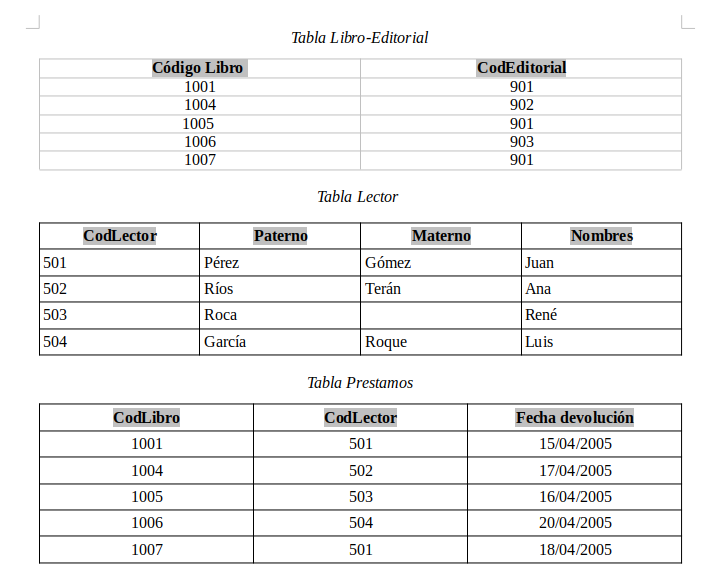 Tabla Libro-Editorial
Código Libro CodEditorial
1001 901
1004 902
1005 901
1006 903
1007 901
Tabla Lector
CodLector Paterno Materno Nombres
501 Pérez Gómez Juan
502 Ríos Terán Ana
503 Roca René
504 García Roque Luis
Tabla Prestamos
CodLibro CodLector Fecha devolución
1001 501 15/04/2005
1004 502 17/04/2005
1005 503 16/04/2005
1006 504 20/04/2005
1007 501 18/04/2005